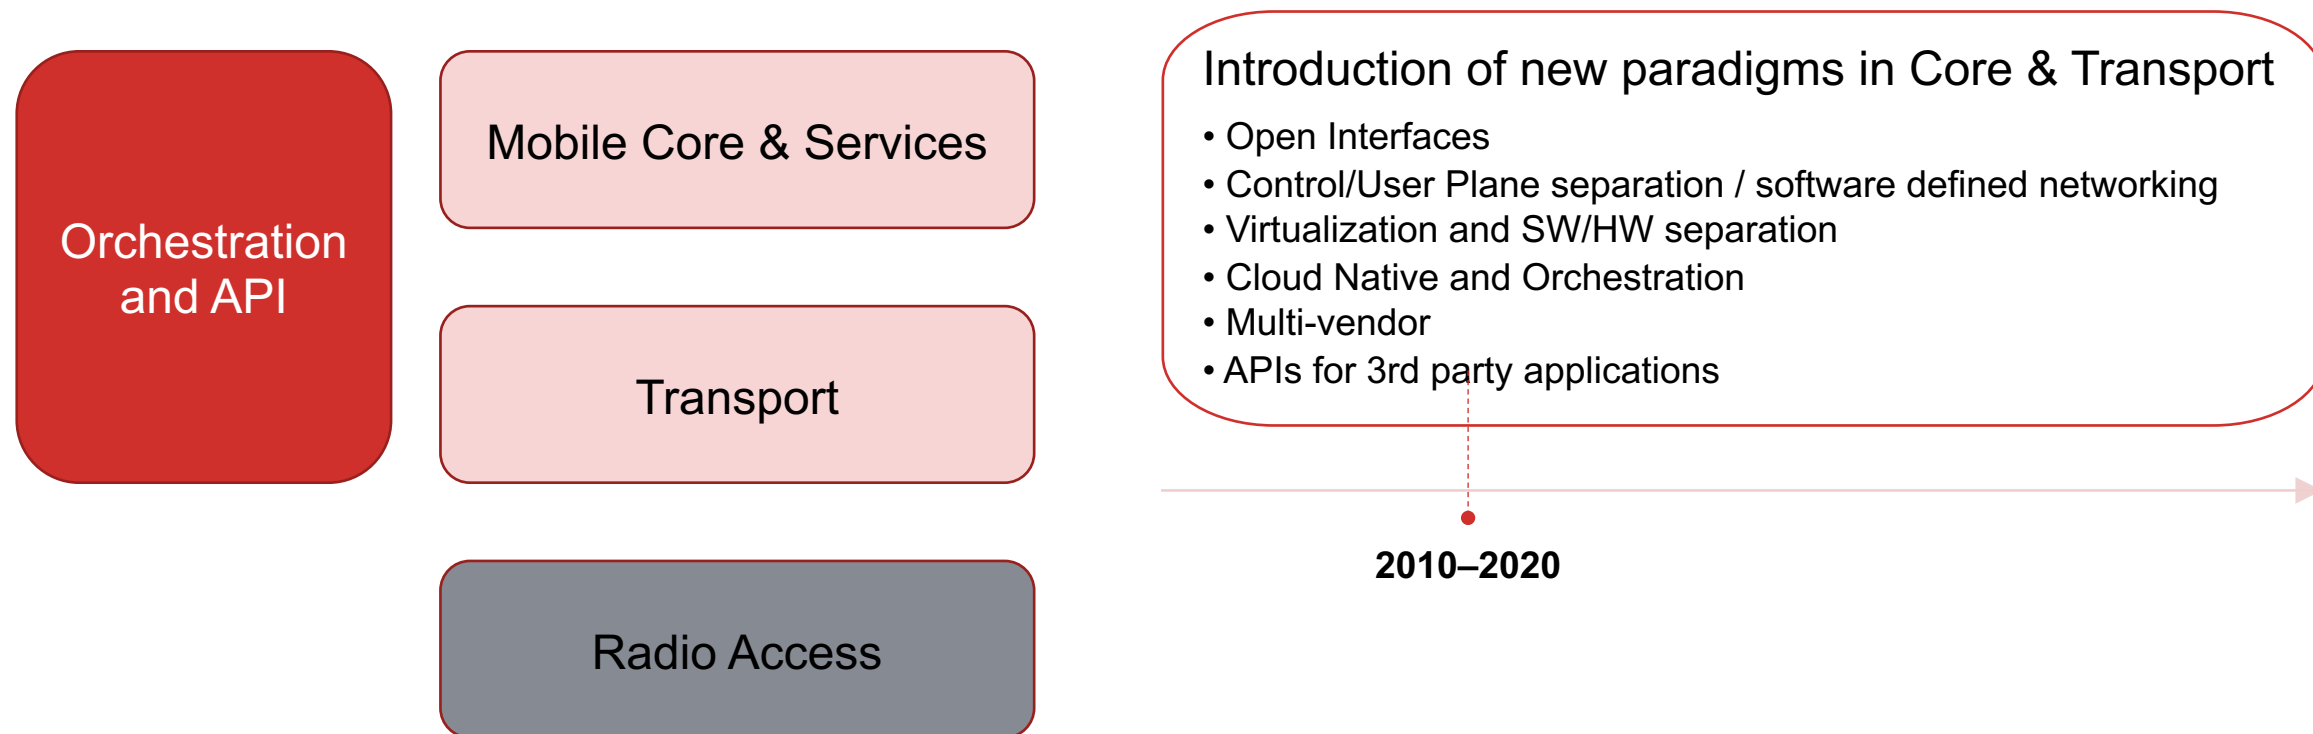 Orchestration
and API
Mobile Core & Services
Transport
Radio Access
Introduction of new paradigms in Core & Transport
• Open Interfaces
• Control/User Plane separation / software defined networking
• Virtualization and SW/HW separation
• Cloud Native and Orchestration
• Multi-vendor
• APIs for 3rd party applications
2010–2020